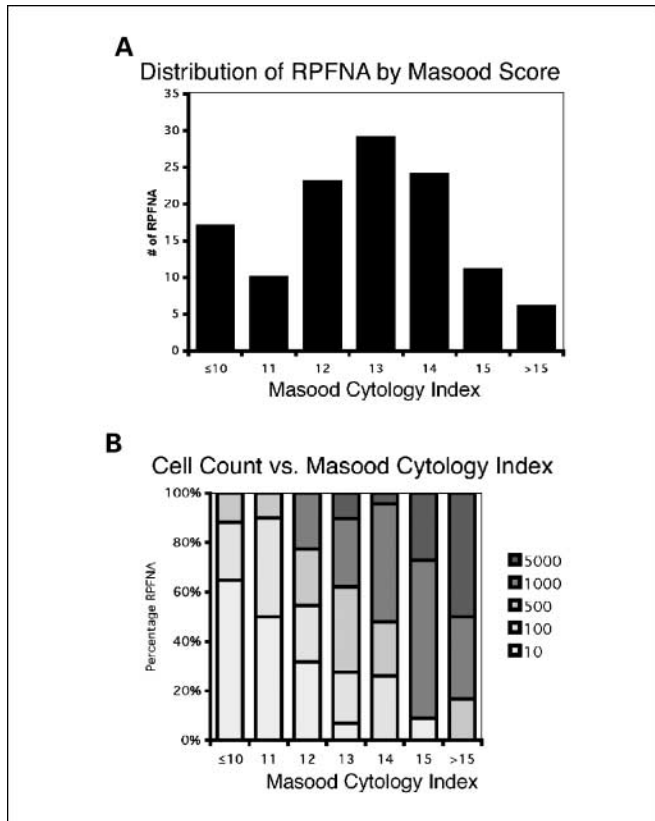 A
Distribution of RPFNA by Masood Score
35
30
25
20
15
10
5
0
# of RPFNA
≤10 11 12 13 14 15 >15
Masood Cytology Index
B
Cell Count vs. Masood Cytology Index
100%
80%
60%
40%
20%
0%
Percentage RPFNA
5000
1000
500
100
10
≤10 11 12 13 14 15 >15
Masood Cytology Index